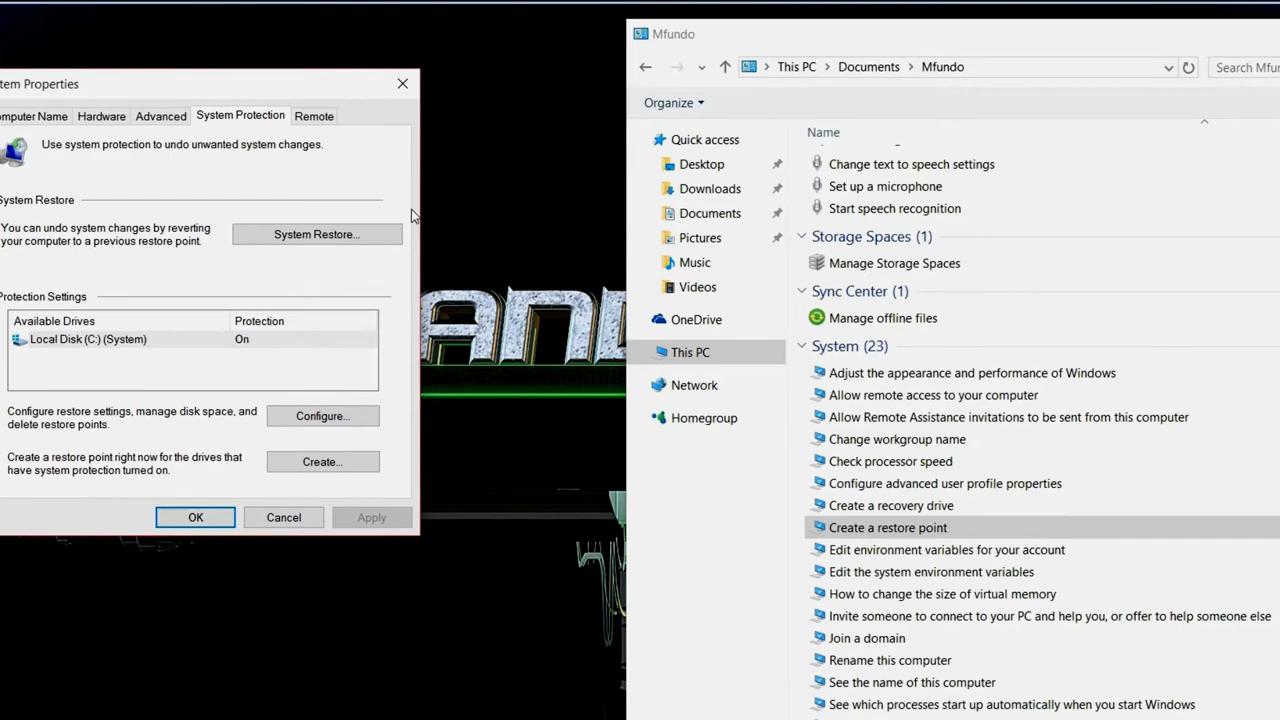 tem Properties
omputer Name
Hardware
Advanced
System Protection
Remote
Use system protection to undo unwanted system changes.
System Restore
You can undo system changes by reverting
your computer to a previous restore point.
System Restore...
Protection Settings
Available Drives
Protection
Local Disk (C:) (System)
On
Configure restore settings, manage disk space, and
delete restore points.
Configure...
Create a restore point right now for the drives that
have system protection turned on.
Create...
OK
Cancel
Apply
Mfundo
This PC
Documents
Mfundo
Search Mfun
Organize
Quick access
Desktop
Downloads
Documents
Pictures
Music
Videos
OneDrive
This PC
Network
Homegroup
Name
Change text to speech settings
Set up a microphone
Start speech recognition
Storage Spaces (1)
Manage Storage Spaces
Sync Center (1)
Manage offline files
System (23)
Adjust the appearance and performance of Windows
Allow remote access to your computer
Allow Remote Assistance invitations to be sent from this computer
Change workgroup name
Check processor speed
Configure advanced user profile properties
Create a recovery drive
Create a restore point
Edit environment variables for your account
Edit the system environment variables
How to change the size of virtual memory
Invite someone to connect to your PC and help you, or offer to help someone else
Join a domain
Rename this computer
See the name of this computer
See which processes start up automatically when you start Windows